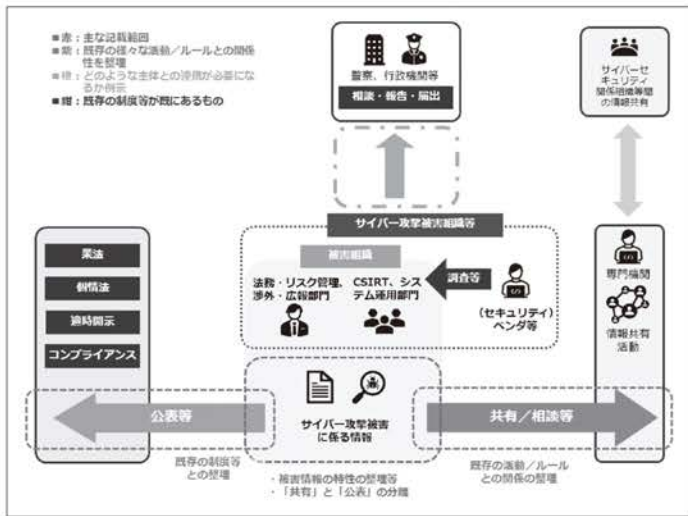 ■赤：主な記載範囲
■紫：既存の様々な活動／ルールとの関係
性を整理
■橙：どのような主体との連携が必要にな
るか例示
■紺：既存の制度等が既にあるもの
警察、行政機関等
相談・報告・届出
サイバーセ
キュリティ
関係組織等間
の情報共有
サイバー攻撃被害組織等
被害組織
法務・リスク管理、
渉外・広報部門
CSIRT、シス
テム運用部門
調査等
（セキュリティ）
ベンダ等
業法
個情法
適時開示
コンプライアンス
専門機関
情報共有
活動
公表等
サイバー攻撃被害
に係る情報
共有／相談等
既存の制度等
との整理
・被害情報の特性の整理等
・「共有」と「公表」の分離
既存の活動／ルール
との関係の整理